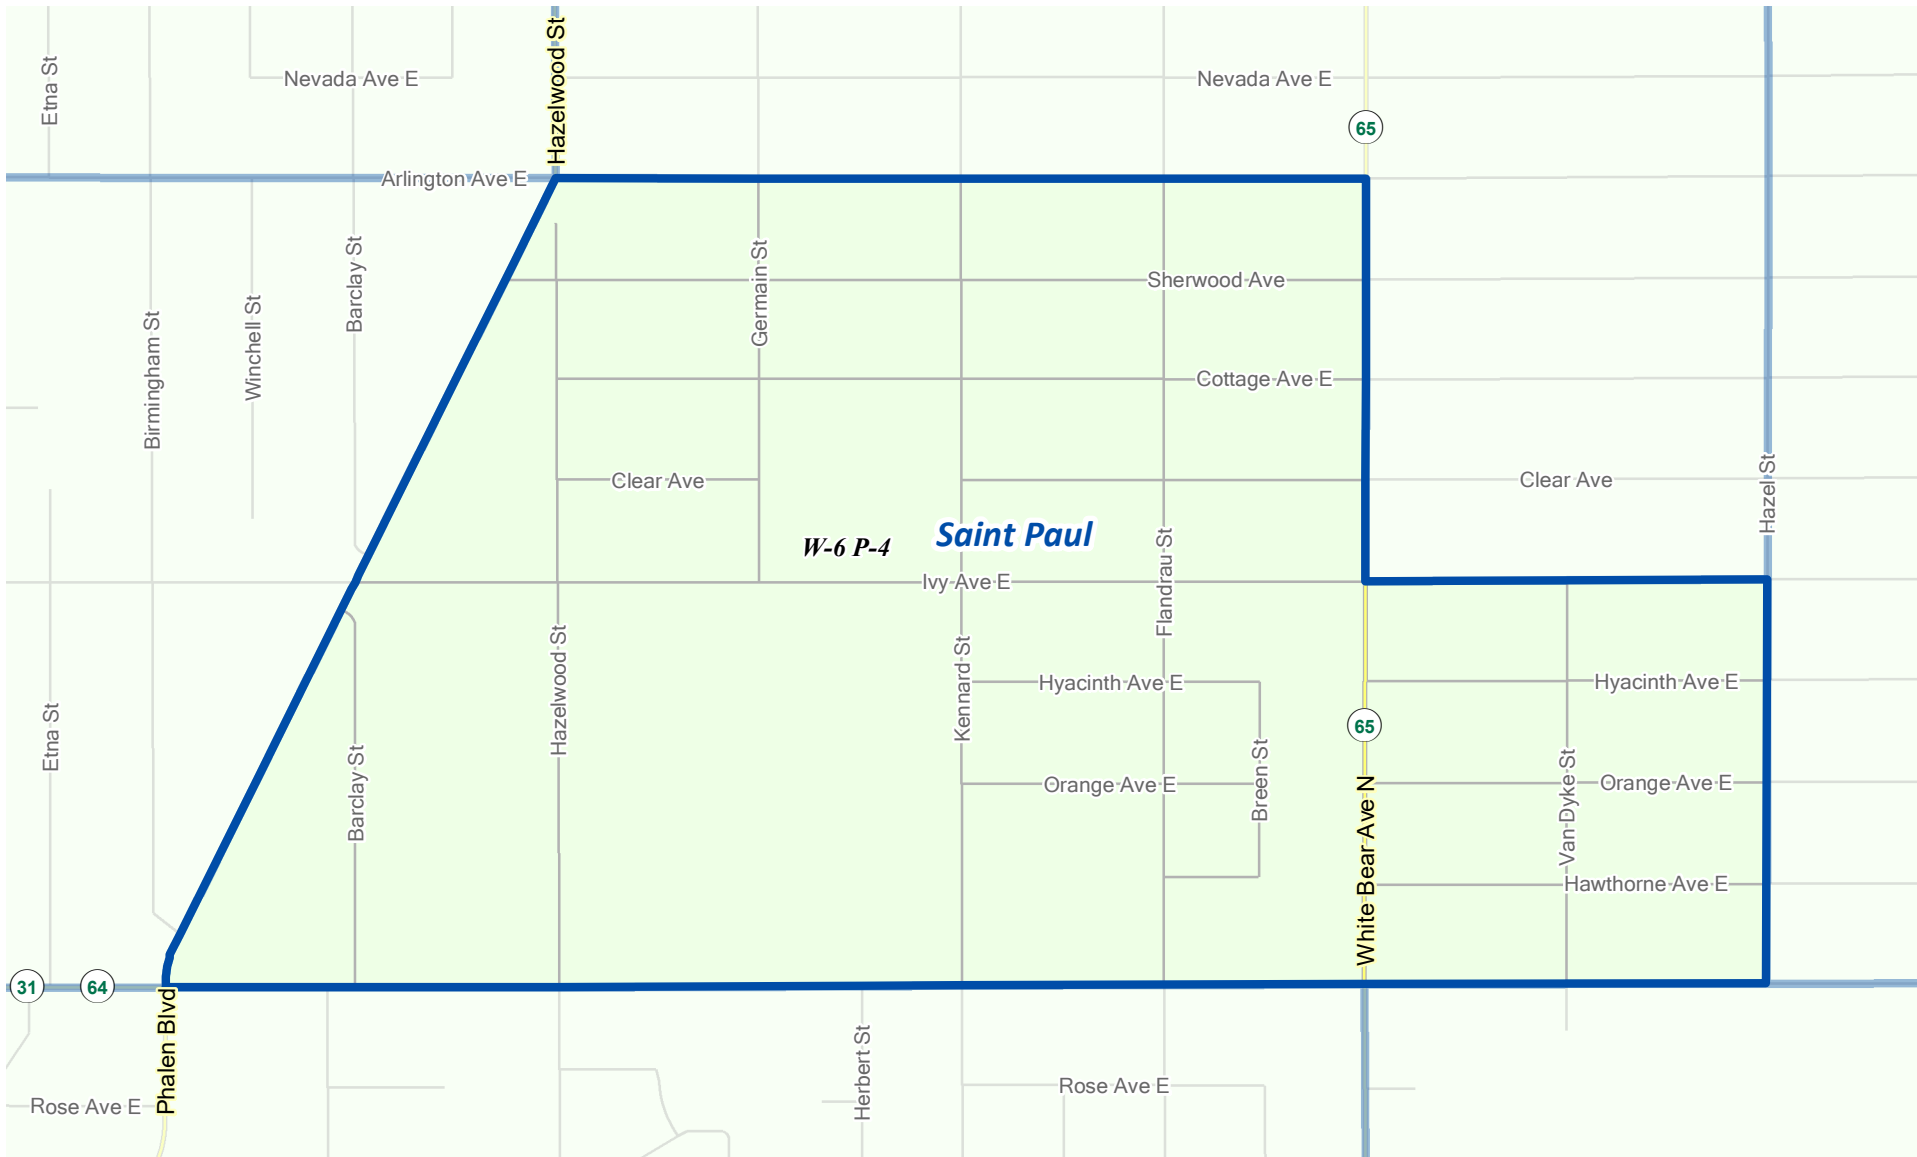 Etna St
Nevada Ave E
Hazelwood St
Nevada Ave E
65
Arlington Ave E
Birmingham St
Winchell St
Barclay St
Germain St
Sherwood Ave
Cottage Ave E
Clear Ave
Clear Ave
Hazel St
W-6 P-4
Saint Paul
Flandrau St
Ivy Ave E
Etna St
Barclay St
Hazelwood St
Kennard St
Hyacinth Ave E
Hyacinth Ave E
65
Orange Ave E
Breen St
White Bear Ave N
Van Dyke St
Orange Ave E
Hawthorne Ave E
31
64
Phalen Blvd
Rose Ave E
Herbert St
Rose Ave E